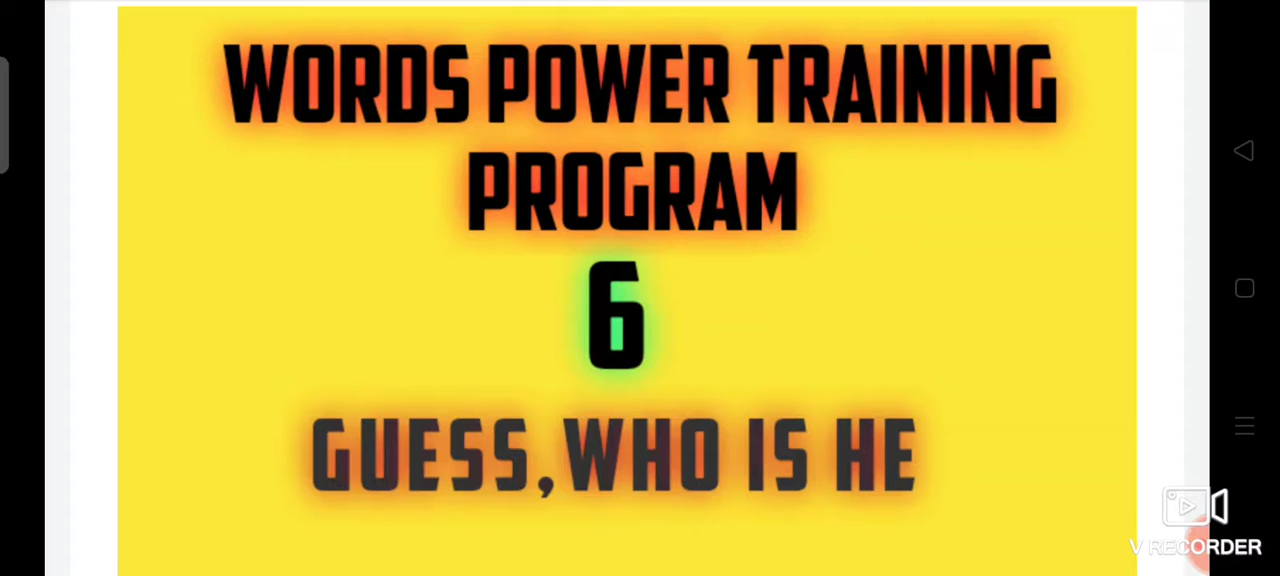 WORDS POWER TRAINING
PROGRAM
6
GUESS,WHO IS HE
V RECORDER